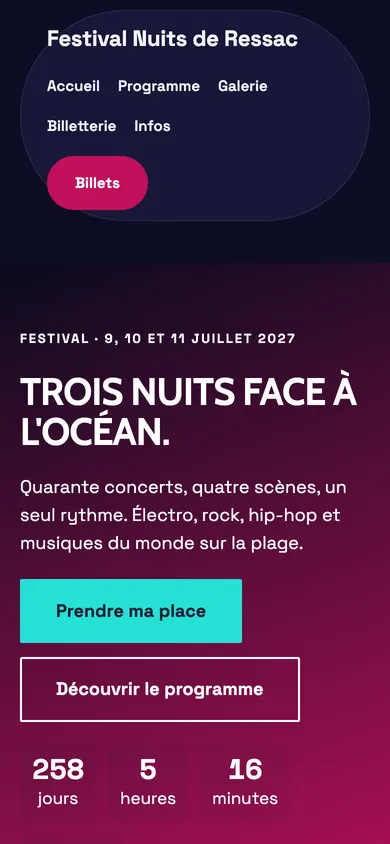 Festival Nuits de Ressac
Accueil Programme Galerie
Billetterie Infos
Billets
FESTIVAL · 9, 10 ET 11 JUILLET 2027
TROIS NUITS FACE À
L'OCÉAN.
Quarante concerts, quatre scènes, un
seul rythme. Électro, rock, hip-hop et
musiques du monde sur la plage.
Prendre ma place
Découvrir le programme
258 5 16
jours heures minutes